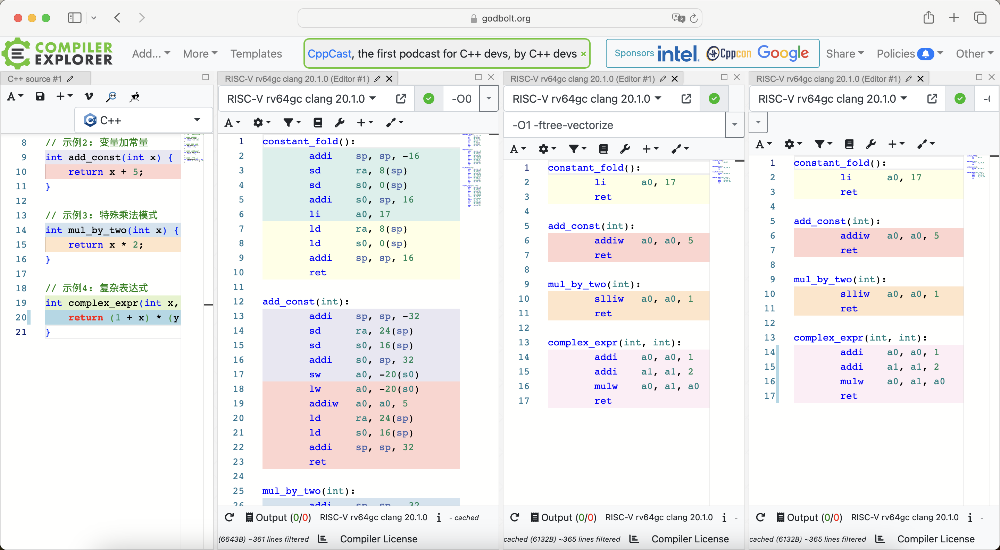 godbolt.org
COMPILER
EXPLORER
Add...
More
Templates
CppCast, the first podcast for C++ devs, by C++ devs ×
Sponsors intel. Cppcon Google
Share
Policies
Other
C++ source #1
A
C++
8 // 示例2: 变量加常量
9 int add_const(int x) {
10 return x + 5;
11 }
12
13 // 示例3: 特殊乘法模式
14 int mul_by_two(int x) {
15 return x * 2;
16 }
17
18 // 示例4: 复杂表达式
19 int complex_expr(int x,
20 return (1 + x) * (y
21 }
RISC-V rv64gc clang 20.1.0 (Editor #1)
RISC-V rv64gc clang 20.1.0
-O0
A
1 constant_fold():
2 addi sp, sp, -16
3 sd ra, 8(sp)
4 sd s0, 0(sp)
5 addi s0, sp, 16
6 li a0, 17
7 ld ra, 8(sp)
8 ld s0, 0(sp)
9 addi sp, sp, 16
10 ret
11
12 add_const(int):
13 addi sp, sp, -32
14 sd ra, 24(sp)
15 sd s0, 16(sp)
16 addi s0, sp, 32
17 sw a0, -20(s0)
18 lw a0, -20(s0)
19 addiw a0, a0, 5
20 ld ra, 24(sp)
21 ld s0, 16(sp)
22 addi sp, sp, 32
23 ret
24
25 mul_by_two(int):
26 addi sp, sp, -32
Output (0/0) RISC-V rv64gc clang 20.1.0 i - cached
(6643B) ~361 lines filtered Compiler License
RISC-V rv64gc clang 20.1.0 (Editor #1)
RISC-V rv64gc clang 20.1.0
-O1 -ftree-vectorize
A
1 constant_fold():
2 li a0, 17
3 ret
4
5 add_const(int):
6 addiw a0, a0, 5
7 ret
8
9 mul_by_two(int):
10 slliw a0, a0, 1
11 ret
12
13 complex_expr(int, int):
14 addi a0, a0, 1
15 addi a1, a1, 2
16 mulw a0, a1, a0
17 ret
Output (0/0) RISC-V rv64gc clang 20.1.0 i -
cached (6132B) ~365 lines filtered Compiler License
RISC-V rv64gc clang 20.1.0 (Editor #1)
RISC-V rv64gc clang 20.1.0
A
1 constant_fold():
2 li a0, 17
3 ret
4
5 add_const(int):
6 addiw a0, a0, 5
7 ret
8
9 mul_by_two(int):
10 slliw a0, a0, 1
11 ret
12
13 complex_expr(int, int):
14 addi a0, a0, 1
15 addi a1, a1, 2
16 mulw a0, a1, a0
17 ret
Output (0/0) RISC-V rv64gc clang 20.1.0 i -
cached (6132B) ~365 lines filtered Compiler License